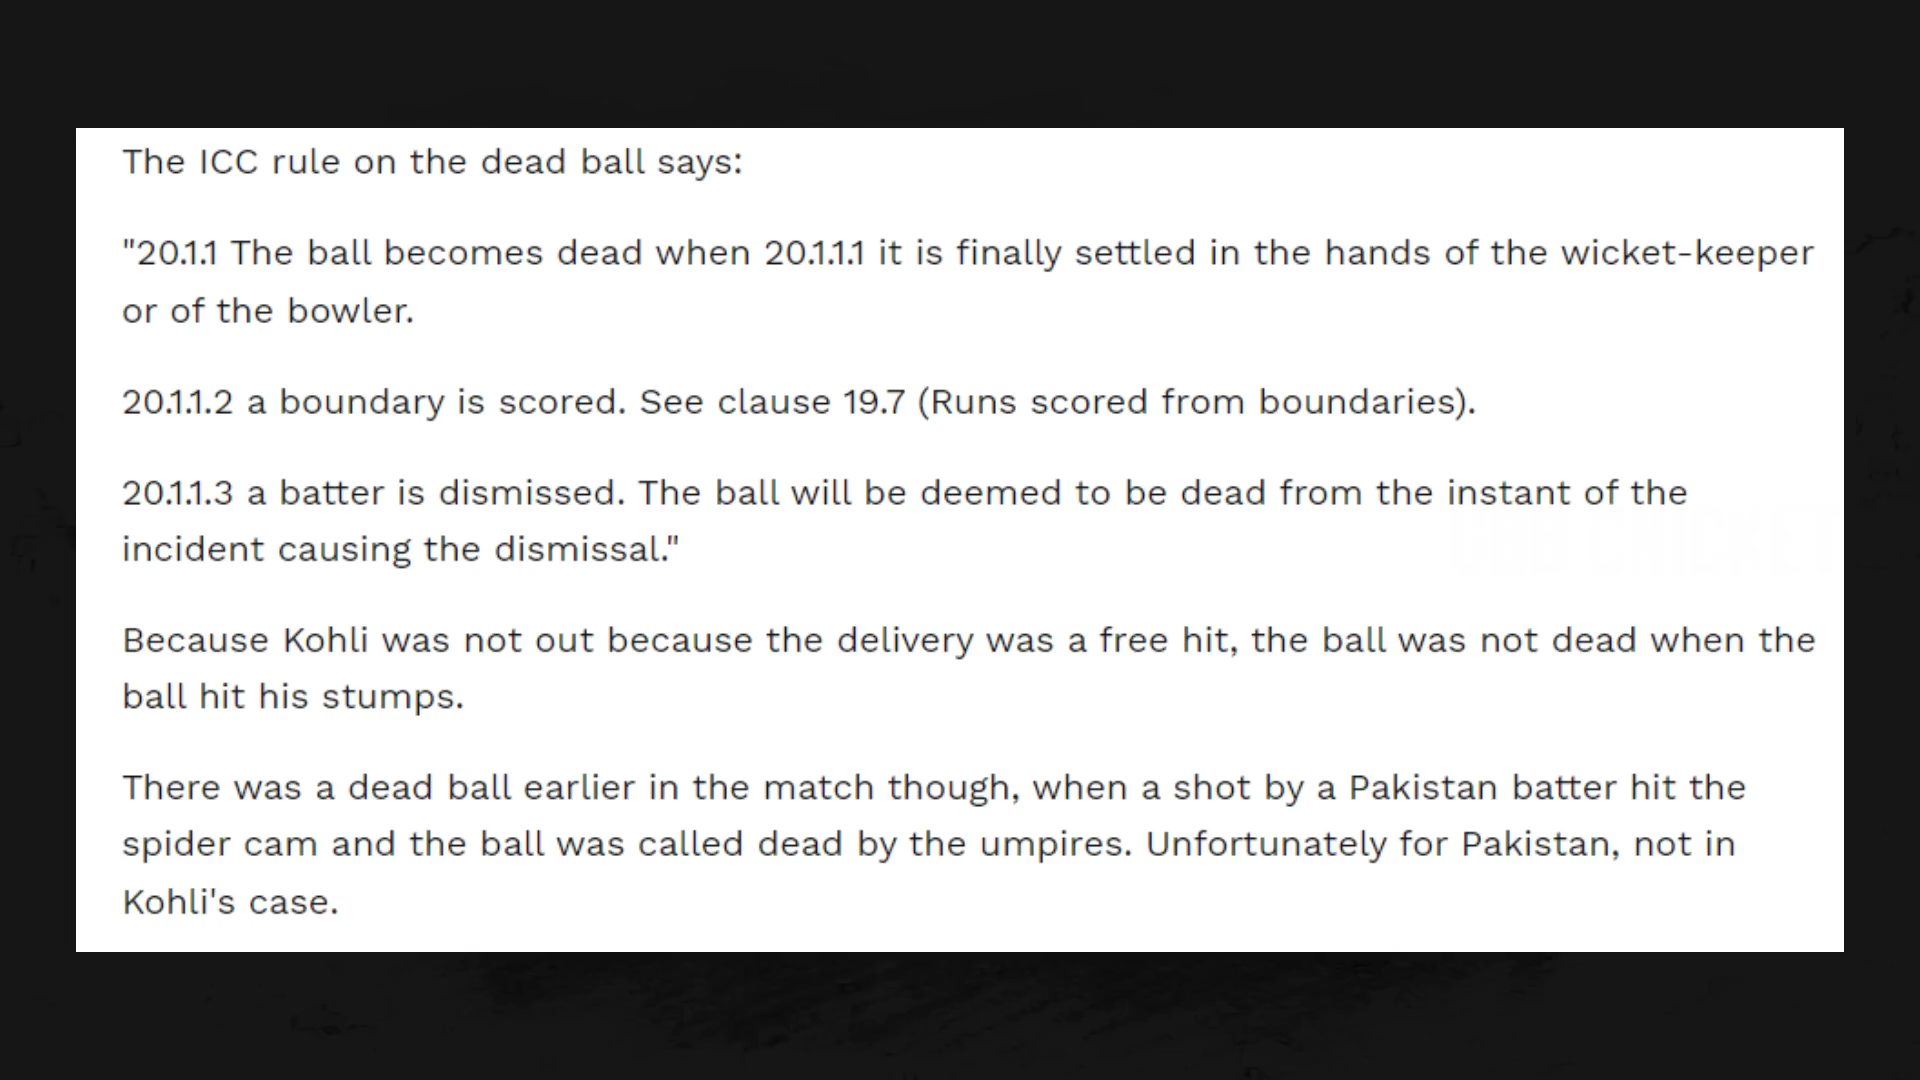 The ICC rule on the dead ball says:
"20.1.1 The ball becomes dead when 20.1.1.1 it is finally settled in the hands of the wicket-keeper
or of the bowler.
20.1.1.2 a boundary is scored. See clause 19.7 (Runs scored from boundaries).
20.1.1.3 a batter is dismissed. The ball will be deemed to be dead from the instant of the
incident causing the dismissal."
Because Kohli was not out because the delivery was a free hit, the ball was not dead when the
ball hit his stumps.
There was a dead ball earlier in the match though, when a shot by a Pakistan batter hit the
spider cam and the ball was called dead by the umpires. Unfortunately for Pakistan, not in
Kohli's case.